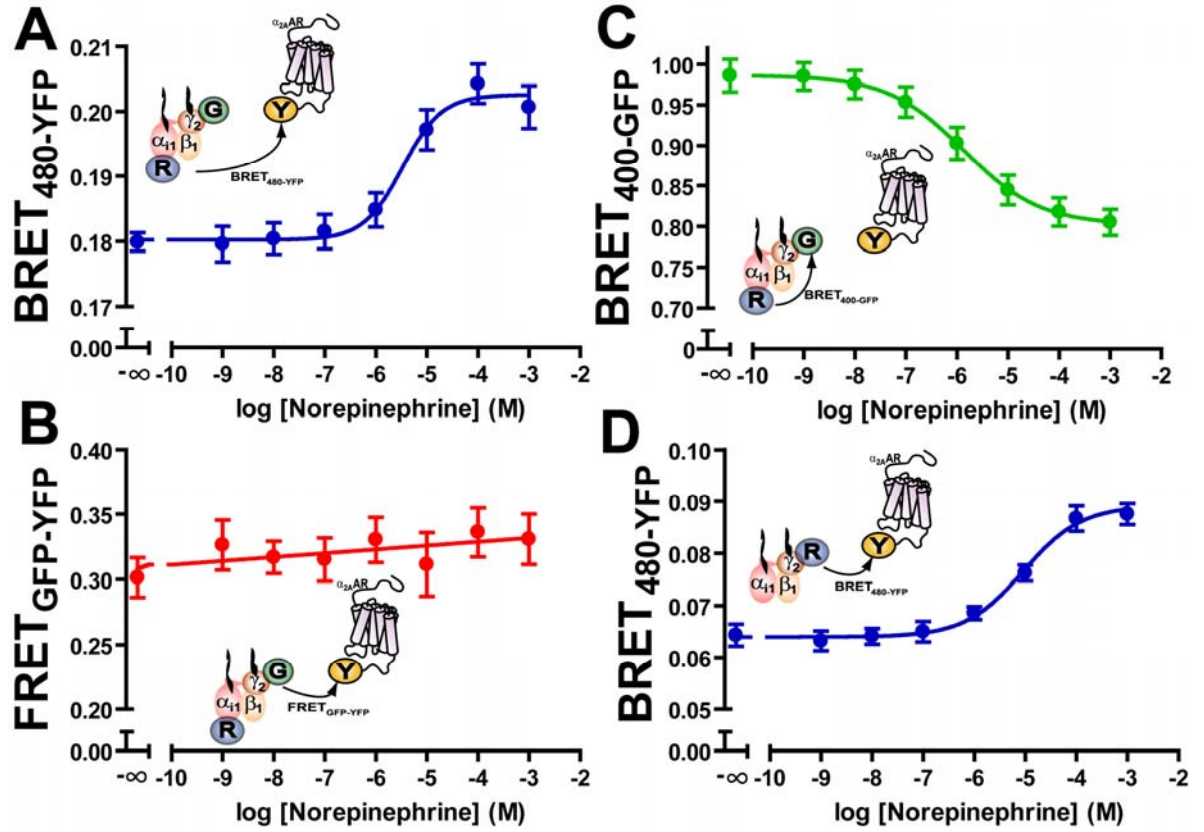 A
BRET480-YFP
0.21
0.20
0.19
0.18
0.17
0.00
α2AAR
G
Y
γ2
αi1 β1
R
BRET480-YFP
-∞ -10 -9 -8 -7 -6 -5 -4 -3 -2
log [Norepinephrine] (M)
C
BRET400-GFP
1.00
0.95
0.90
0.85
0.80
0.75
0.70
0
α2AAR
G
Y
γ2
αi1 β1
R
BRET400-GFP
-∞ -10 -9 -8 -7 -6 -5 -4 -3 -2
log [Norepinephrine] (M)
B
FRETGFP-YFP
0.40
0.35
0.30
0.25
0.20
0.00
α2AAR
G
Y
γ2
αi1 β1
R
FRETGFP-YFP
-∞ -10 -9 -8 -7 -6 -5 -4 -3 -2
log [Norepinephrine] (M)
D
BRET480-YFP
0.10
0.09
0.08
0.07
0.06
0.05
0.00
α2AAR
R
Y
γ2
αi1 β1
BRET480-YFP
-∞ -10 -9 -8 -7 -6 -5 -4 -3 -2
log [Norepinephrine] (M)